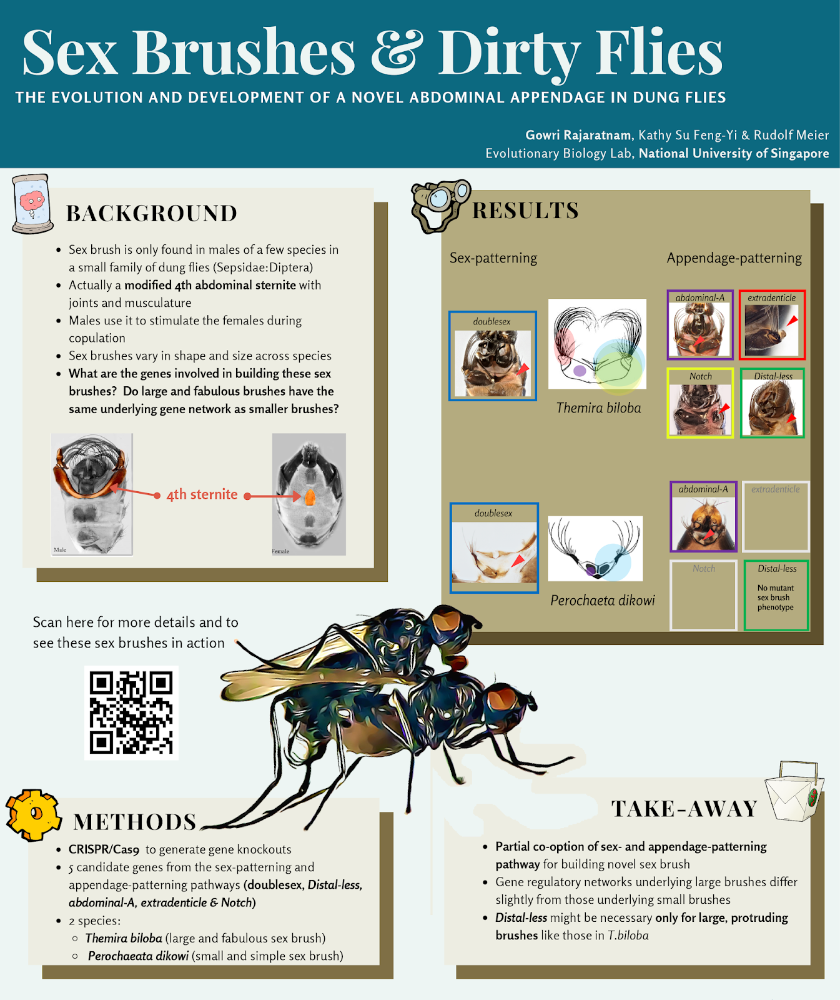 Sex Brushes & Dirty Flies
THE EVOLUTION AND DEVELOPMENT OF A NOVEL ABDOMINAL APPENDAGE IN DUNG FLIES
Gowri Rajaratnam, Kathy Su Feng-Yi & Rudolf Meier
Evolutionary Biology Lab, National University of Singapore
BACKGROUND
• Sex brush is only found in males of a few species in
a small family of dung flies (Sepsidae:Diptera)
• Actually a modified 4th abdominal sternite with
joints and musculature
• Males use it to stimulate the females during
copulation
• Sex brushes vary in shape and size across species
• What are the genes involved in building these sex
brushes? Do large and fabulous brushes have the
same underlying gene network as smaller brushes?
4th sternite
Male
Female
RESULTS
Sex-patterning
Appendage-patterning
doublesex
Themira biloba
abdominal-A
extradenticle
Notch
Distal-less
doublesex
Perochaeta dikowi
abdominal-A
extradenticle
Notch
Distal-less
No mutant
sex brush
phenotype
Scan here for more details and to
see these sex brushes in action
METHODS
• CRISPR/Cas9 to generate gene knockouts
• 5 candidate genes from the sex-patterning and
appendage-patterning pathways (doublesex, Distal-less,
abdominal-A, extradenticle & Notch)
• 2 species:
○ Themira biloba (large and fabulous sex brush)
○ Perochaeata dikowi (small and simple sex brush)
TAKE-AWAY
• Partial co-option of sex- and appendage-patterning
pathway for building novel sex brush
• Gene regulatory networks underlying large brushes differ
slightly from those underlying small brushes
• Distal-less might be necessary only for large, protruding
brushes like those in T.biloba